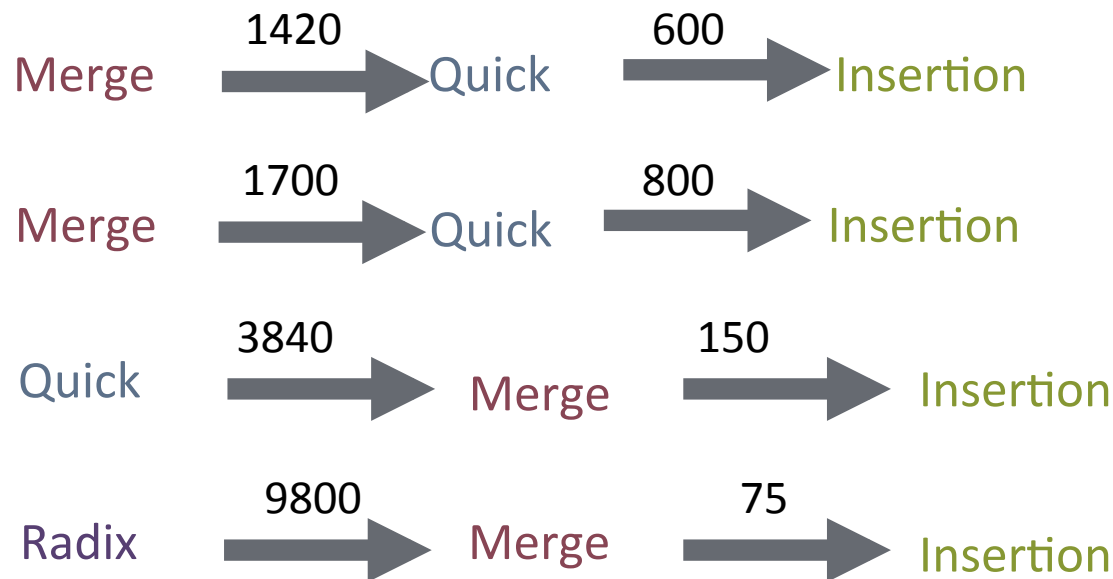 1420 600
Merge Quick Insertion
1700 800
Merge Quick Insertion
3840 150
Quick Merge Insertion
9800 75
Radix Merge Insertion